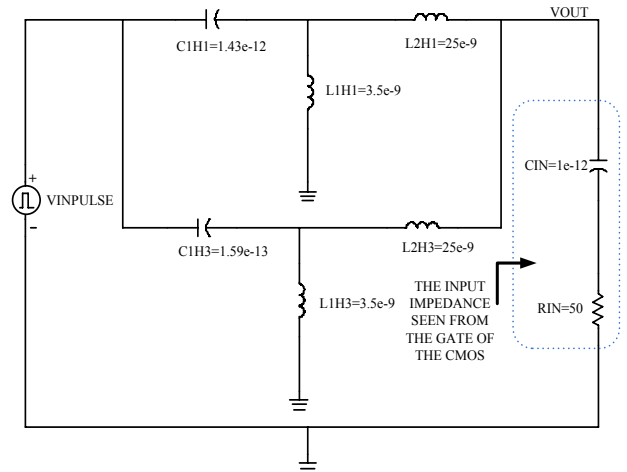 VOUT
C1H1=1.43e-12
L2H1=25e-9
L1H1=3.5e-9
CIN=1e-12
+
VINPULSE
–
C1H3=1.59e-13
L2H3=25e-9
L1H3=3.5e-9
THE INPUT
IMPEDANCE
SEEN FROM
THE GATE OF
THE CMOS
RIN=50